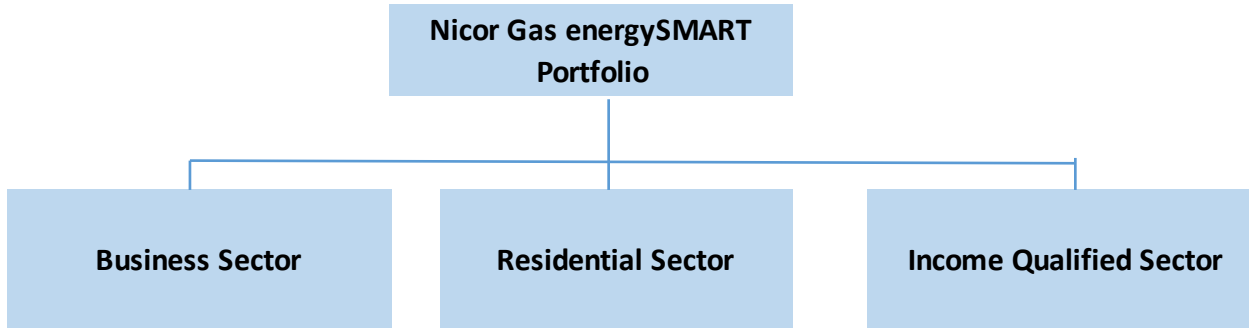 Nicor Gas energySMART
Portfolio
Business Sector
Residential Sector
Income Qualified Sector